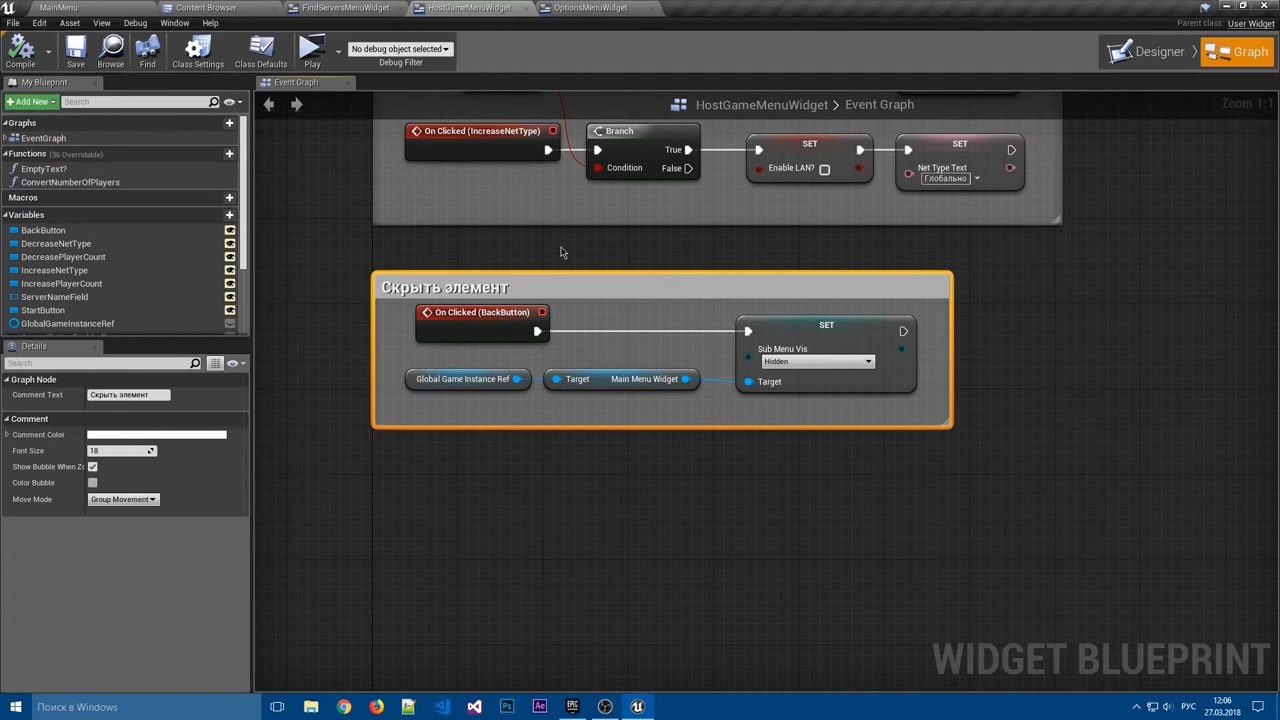 MainMenu
Content Browser
FindServersMenuWidget
HostGameMenuWidget
OptionsMenuWidget
File Edit Asset View Debug Window Help
Parent class: User Widget
Compile
Save
Browse
Find
Class Settings
Class Defaults
Play
No debug object selected
Debug Filter
Designer
Graph
My Blueprint
Event Graph
Add New
Search
HostGameMenuWidget > Event Graph
Zoom 1:1
Graphs
EventGraph
Functions (36 Overridable)
EmptyText?
ConvertNumberOfPlayers
Macros
Variables
BackButton
DecreaseNetType
DecreasePlayerCount
IncreaseNetType
IncreasePlayerCount
ServerNameField
StartButton
GlobalGameInstanceRef
Details
Search
Graph Node
Comment Text
Скрыть элемент
Comment
Comment Color
Font Size
18
Show Bubble When Zo
Color Bubble
Move Mode
Group Movement
On Clicked (IncreaseNetType)
Branch
Condition
True
False
SET
Enable LAN?
SET
Net Type Text
Глобально
Скрыть элемент
On Clicked (BackButton)
Global Game Instance Ref
Target
Main Menu Widget
SET
Sub Menu Vis
Hidden
Target
WIDGET BLUEPRINT
Поиск в Windows
Ps
Ae
EPIC GAMES
РУС
12:06
27.03.2018